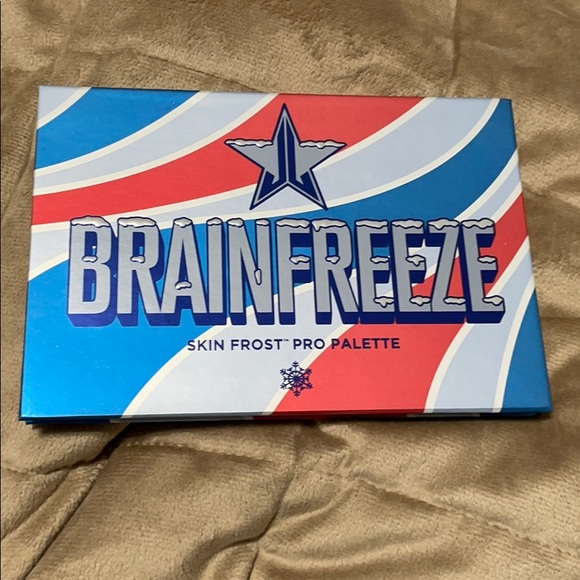 BRAINFREEZE
SKIN FROST™ PRO PALETTE